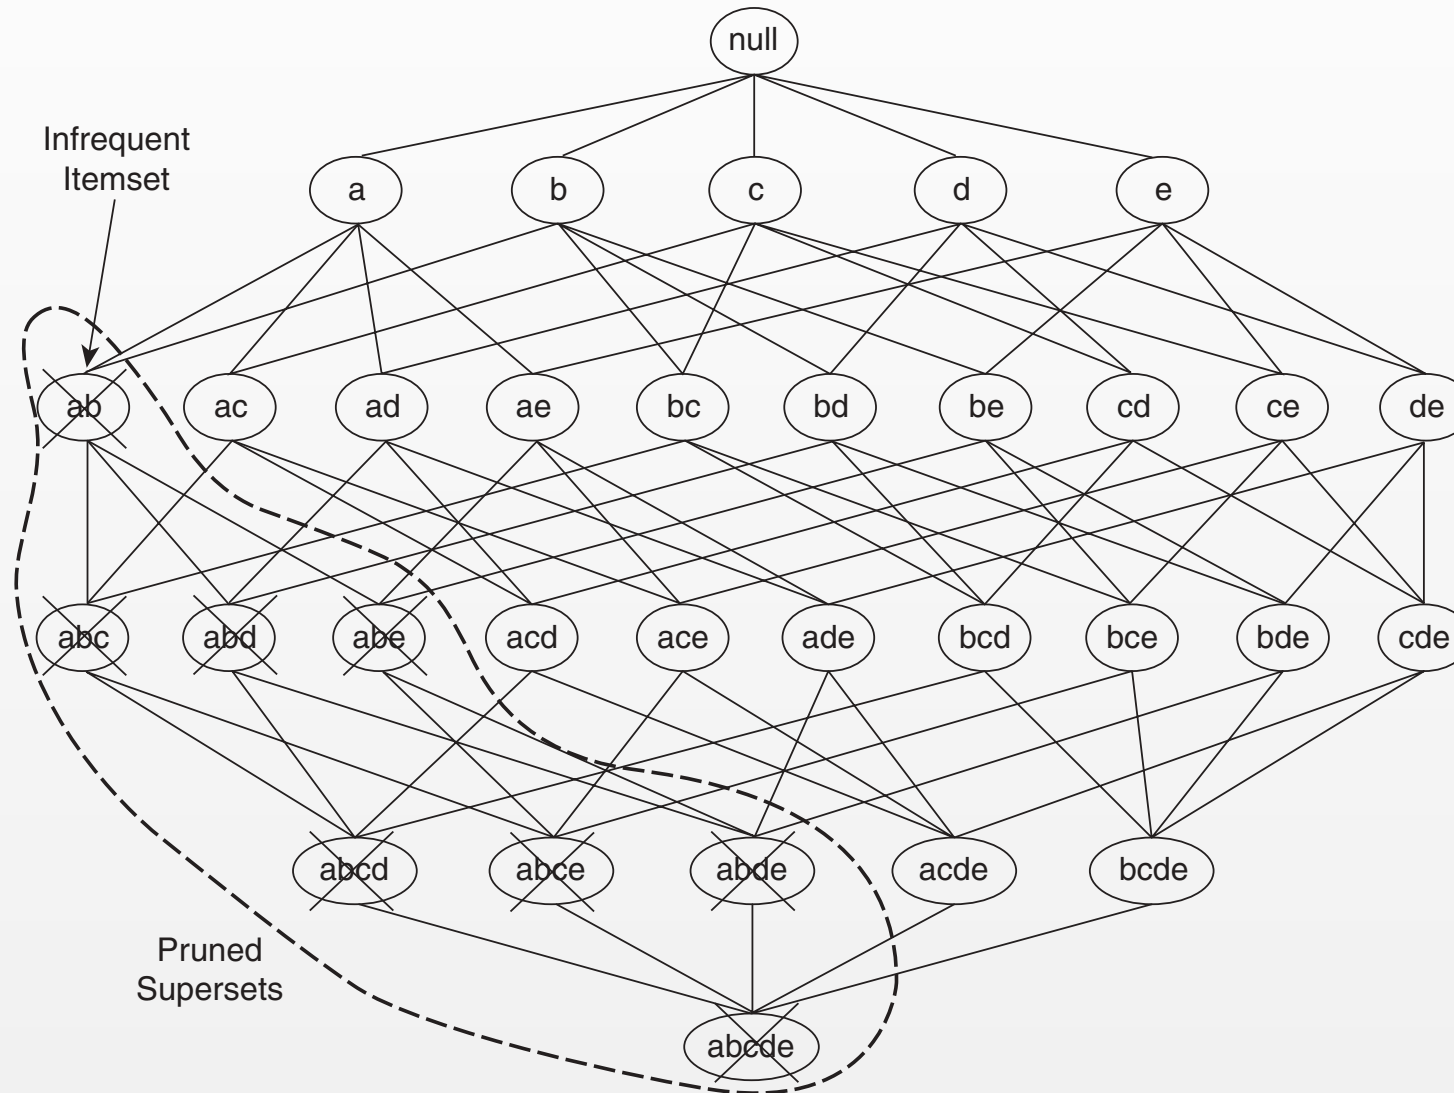 null
Infrequent
Itemset
a b c d e
ab ac ad ae bc bd be cd ce de
abc abd abe acd ace ade bcd bce bde cde
abcd abce abde acde bcde
Pruned
Supersets
abcde